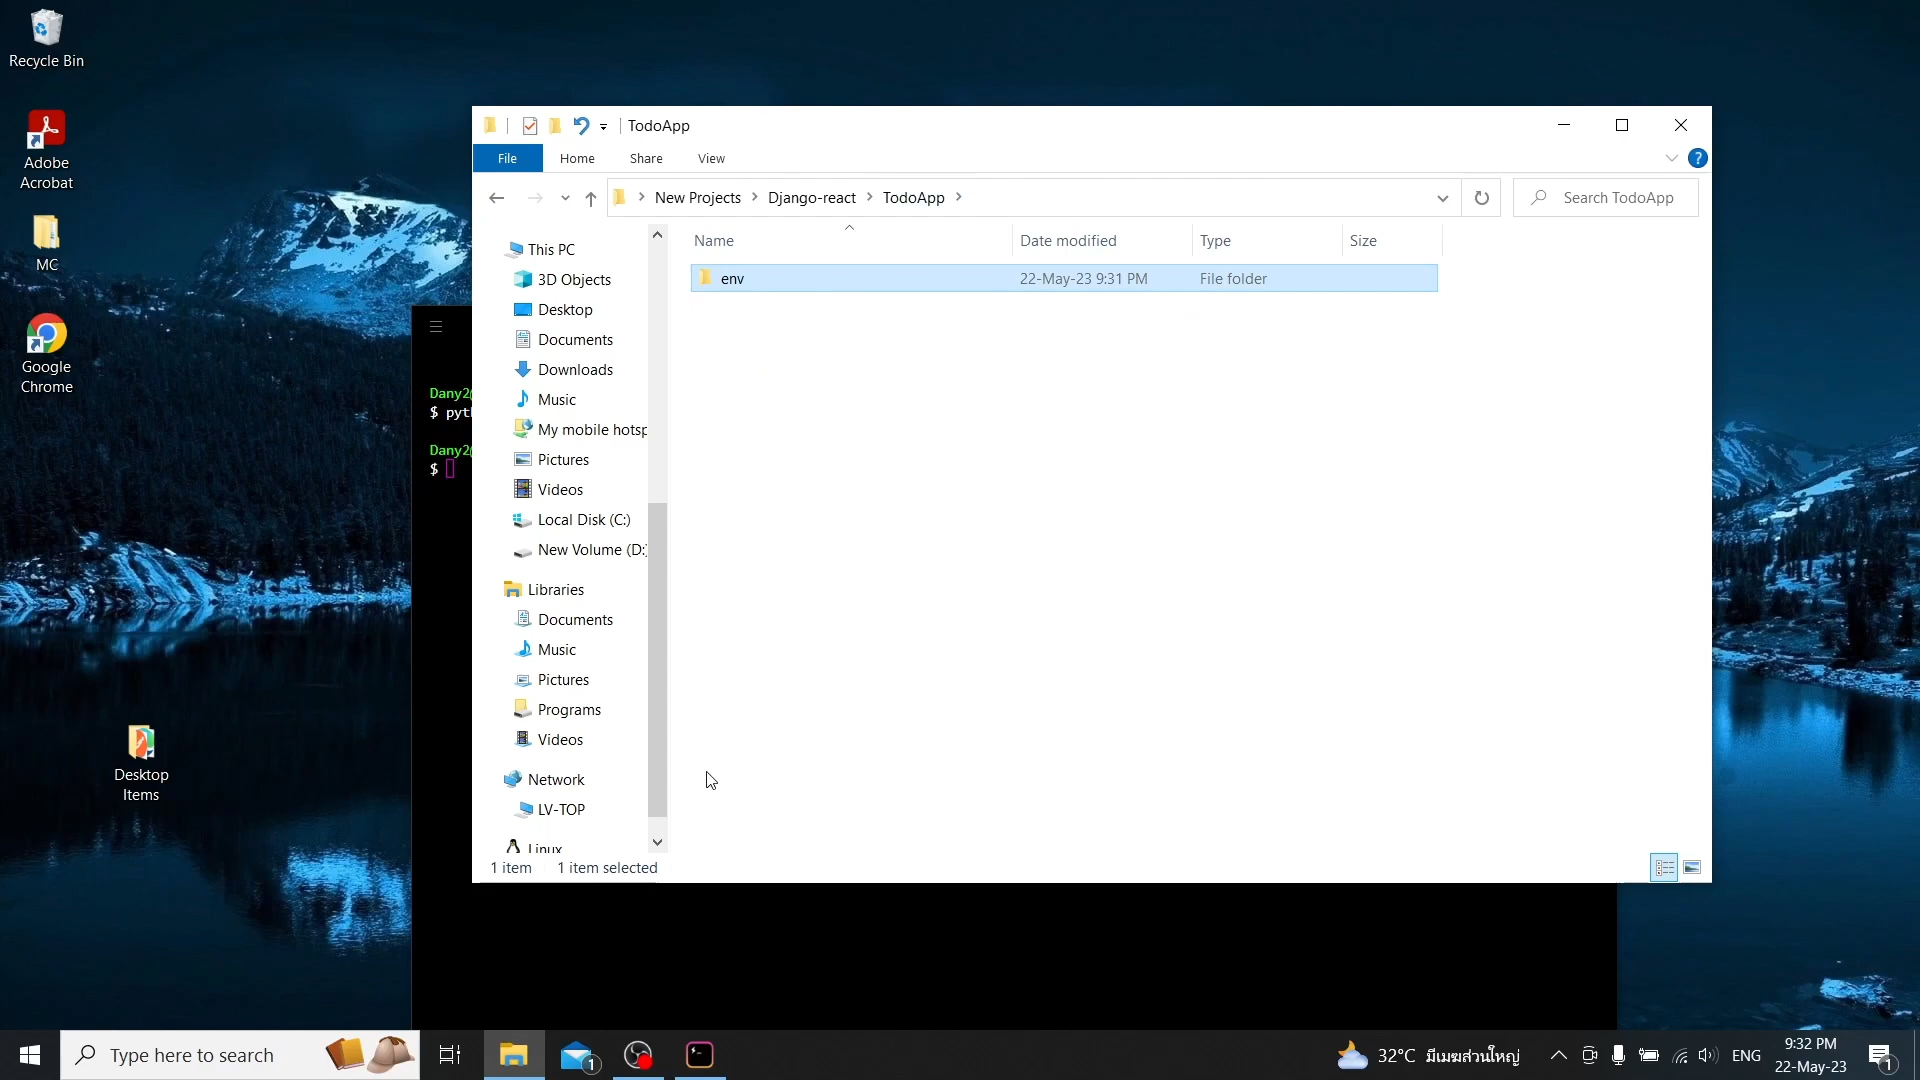 Recycle Bin
Adobe
Acrobat
MC
Google
Chrome
Desktop
Items
TodoApp
File Home Share View
New Projects Django-react TodoApp
Search TodoApp
Name Date modified Type Size
env 22-May-23 9:31 PM File folder
This PC
3D Objects
Desktop
Documents
Downloads
Music
My mobile hotsp
Pictures
Videos
Local Disk (C:)
New Volume (D:)
Libraries
Documents
Music
Pictures
Programs
Videos
Network
LV-TOP
Linux
1 item 1 item selected
Dany2@
$ pyth
Dany2@
$
Type here to search
1
32°C มีเมฆส่วนใหญ่
ENG
9:32 PM
22-May-23
1